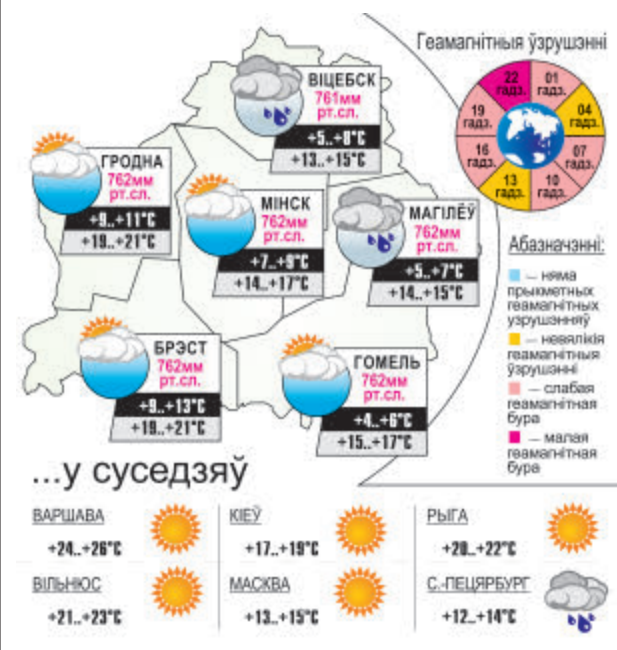 Геамагнітныя ўзрушэнні
22
гадз.
01
гадз.
04
гадз.
07
гадз.
10
гадз.
13
гадз.
16
гадз.
19
гадз.
ВІЦЕБСК
761мм
рт.сл.
+5..+8°C
+13..+15°C
ГРОДНА
762мм
рт.сл.
+9..+11°C
+19..+21°C
МІНСК
762мм
рт.сл.
+7..+9°C
+14..+17°C
МАГІЛЁЎ
762мм
рт.сл.
+5..+7°C
+14..+15°C
БРЭСТ
762мм
рт.сл.
+9..+13°C
+19..+21°C
ГОМЕЛЬ
762мм
рт.сл.
+4..+6°C
+15..+17°C
Абазначэнні:
– няма
прыкметных
геамагнітных
узрушэнняў
– невялікія
геамагнітныя
ўзрушэнні
– слабая
геамагнітная
бура
– малая
геамагнітная
бура
...у суседзяў
ВАРШАВА
+24..+26°C
КІЕЎ
+17..+19°C
РЫГА
+20..+22°C
ВІЛЬНЮС
+21..+23°C
МАСКВА
+13..+15°C
С.-ПЕЦЯРБУРГ
+12..+14°C